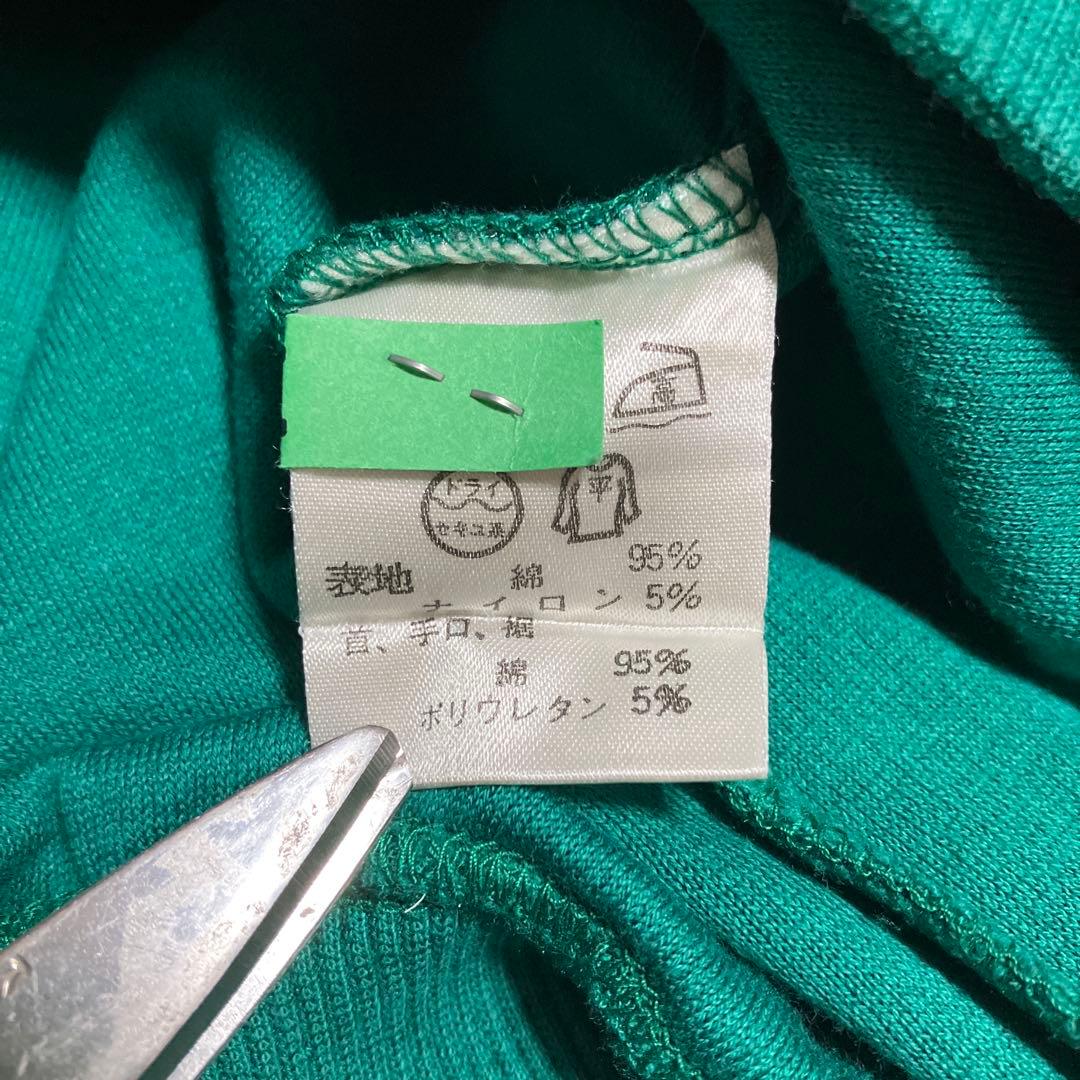 高
ドライ
セキユ系
平
表地 綿 95%
ナイロン 5%
首、手口、裾
綿 95%
ポリウレタン 5%